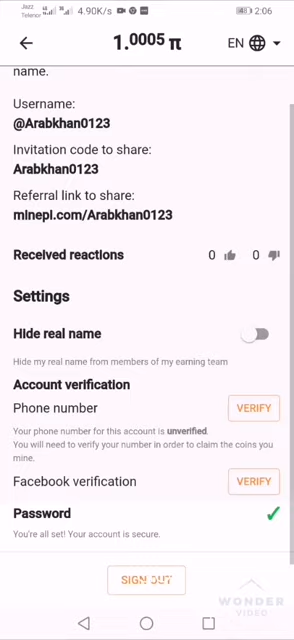 Jazz
Telenor
4.90K/s
2:06
1.0005 π
EN
name.
Username:
@Arabkhan0123
Invitation code to share:
Arabkhan0123
Referral link to share:
minepi.com/Arabkhan0123
Received reactions
0
0
Settings
Hide real name
Hide my real name from members of my earning team
Account verification
Phone number
VERIFY
Your phone number for this account is unverified.
You will need to verify your number in order to claim the coins you
mine.
Facebook verification
VERIFY
Password
You're all set! Your account is secure.
SIGN OUT
WONDER
VIDEO